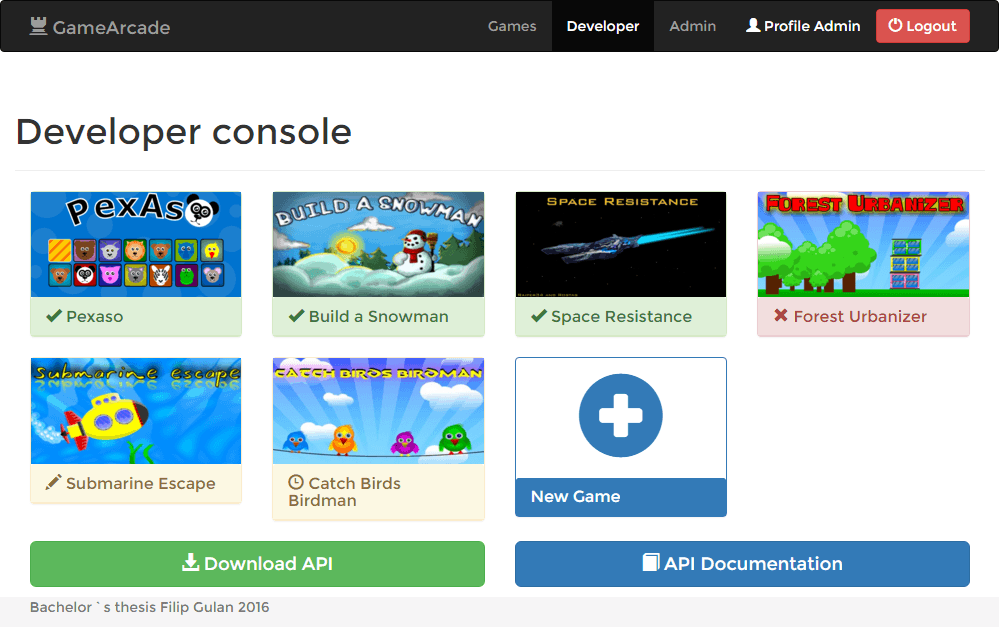 GameArcade Games Developer Admin Profile Admin Logout
Developer console
PexAso
BUILD A SNOWMAN
SPACE RESISTANCE
FOREST URBANIZER
Pexaso
Build a Snowman
Space Resistance
Forest Urbanizer
submarine escape
CATCH BIRDS BIRDMAN
Submarine Escape
Catch Birds
Birdman
New Game
Download API
API Documentation
Bachelor`s thesis Filip Gulan 2016